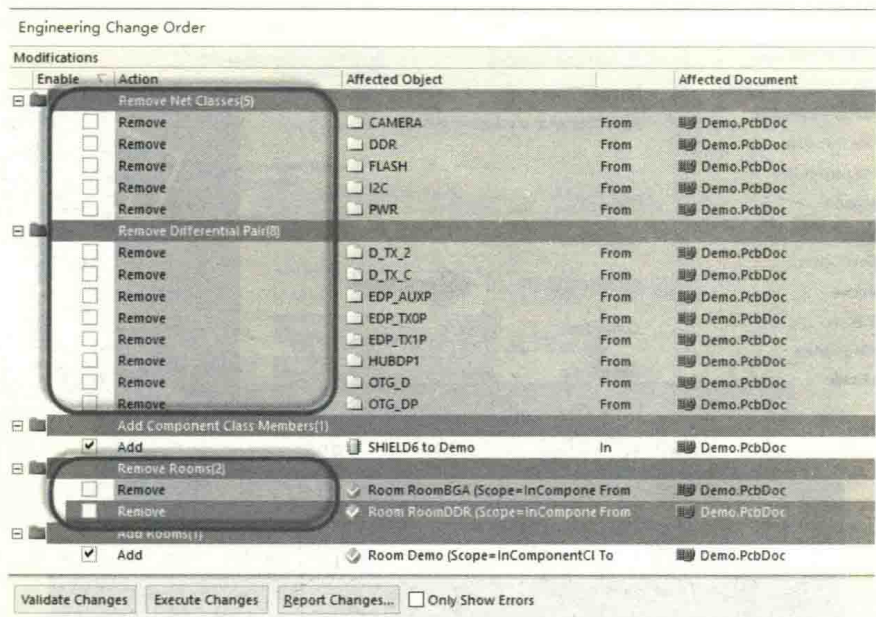 Engineering Change Order
Modifications
Enable Action Affected Object Affected Document
Remove Net Classes(5)
Remove CAMERA From Demo.PcbDoc
Remove DDR From Demo.PcbDoc
Remove FLASH From Demo.PcbDoc
Remove I2C From Demo.PcbDoc
Remove PWR From Demo.PcbDoc
Remove Differential Pair(8)
Remove D_TX_2 From Demo.PcbDoc
Remove D_TX_C From Demo.PcbDoc
Remove EDP_AUXP From Demo.PcbDoc
Remove EDP_TX0P From Demo.PcbDoc
Remove EDP_TX1P From Demo.PcbDoc
Remove HUBDP1 From Demo.PcbDoc
Remove OTG_D From Demo.PcbDoc
Remove OTG_DP From Demo.PcbDoc
Add Component Class Members(1)
Add SHIELD6 to Demo In Demo.PcbDoc
Remove Rooms(2)
Remove Room RoomBGA (Scope=InCompone From Demo.PcbDoc
Remove Room RoomDDR (Scope=InCompone From Demo.PcbDoc
Add Rooms(1)
Add Room Demo (Scope=InComponentCl To Demo.PcbDoc
Validate Changes Execute Changes Report Changes... Only Show Errors